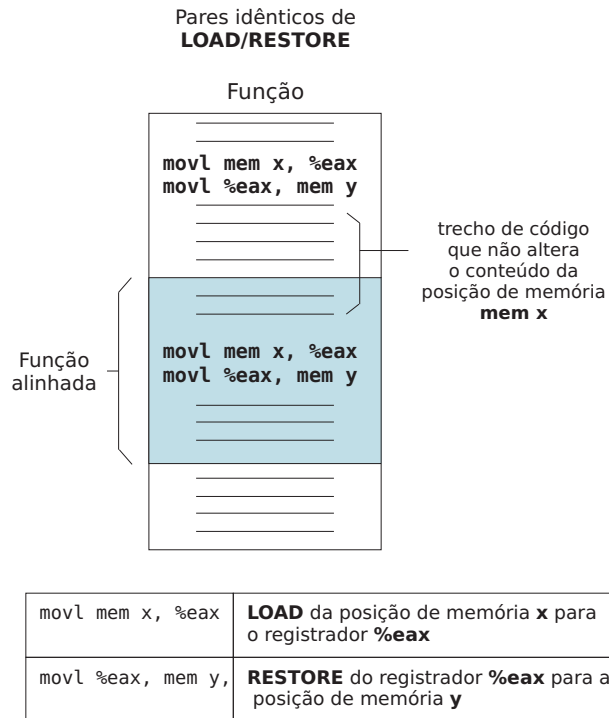 Pares idênticos de
LOAD/RESTORE
Função
movl mem x, %eax
movl %eax, mem y
trecho de código
que não altera
o conteúdo da
posição de memória
mem x
Função
alinhada
movl mem x, %eax
movl %eax, mem y
movl mem x, %eax
LOAD da posição de memória x para
o registrador %eax
movl %eax, mem y,
RESTORE do registrador %eax para a
posição de memória y